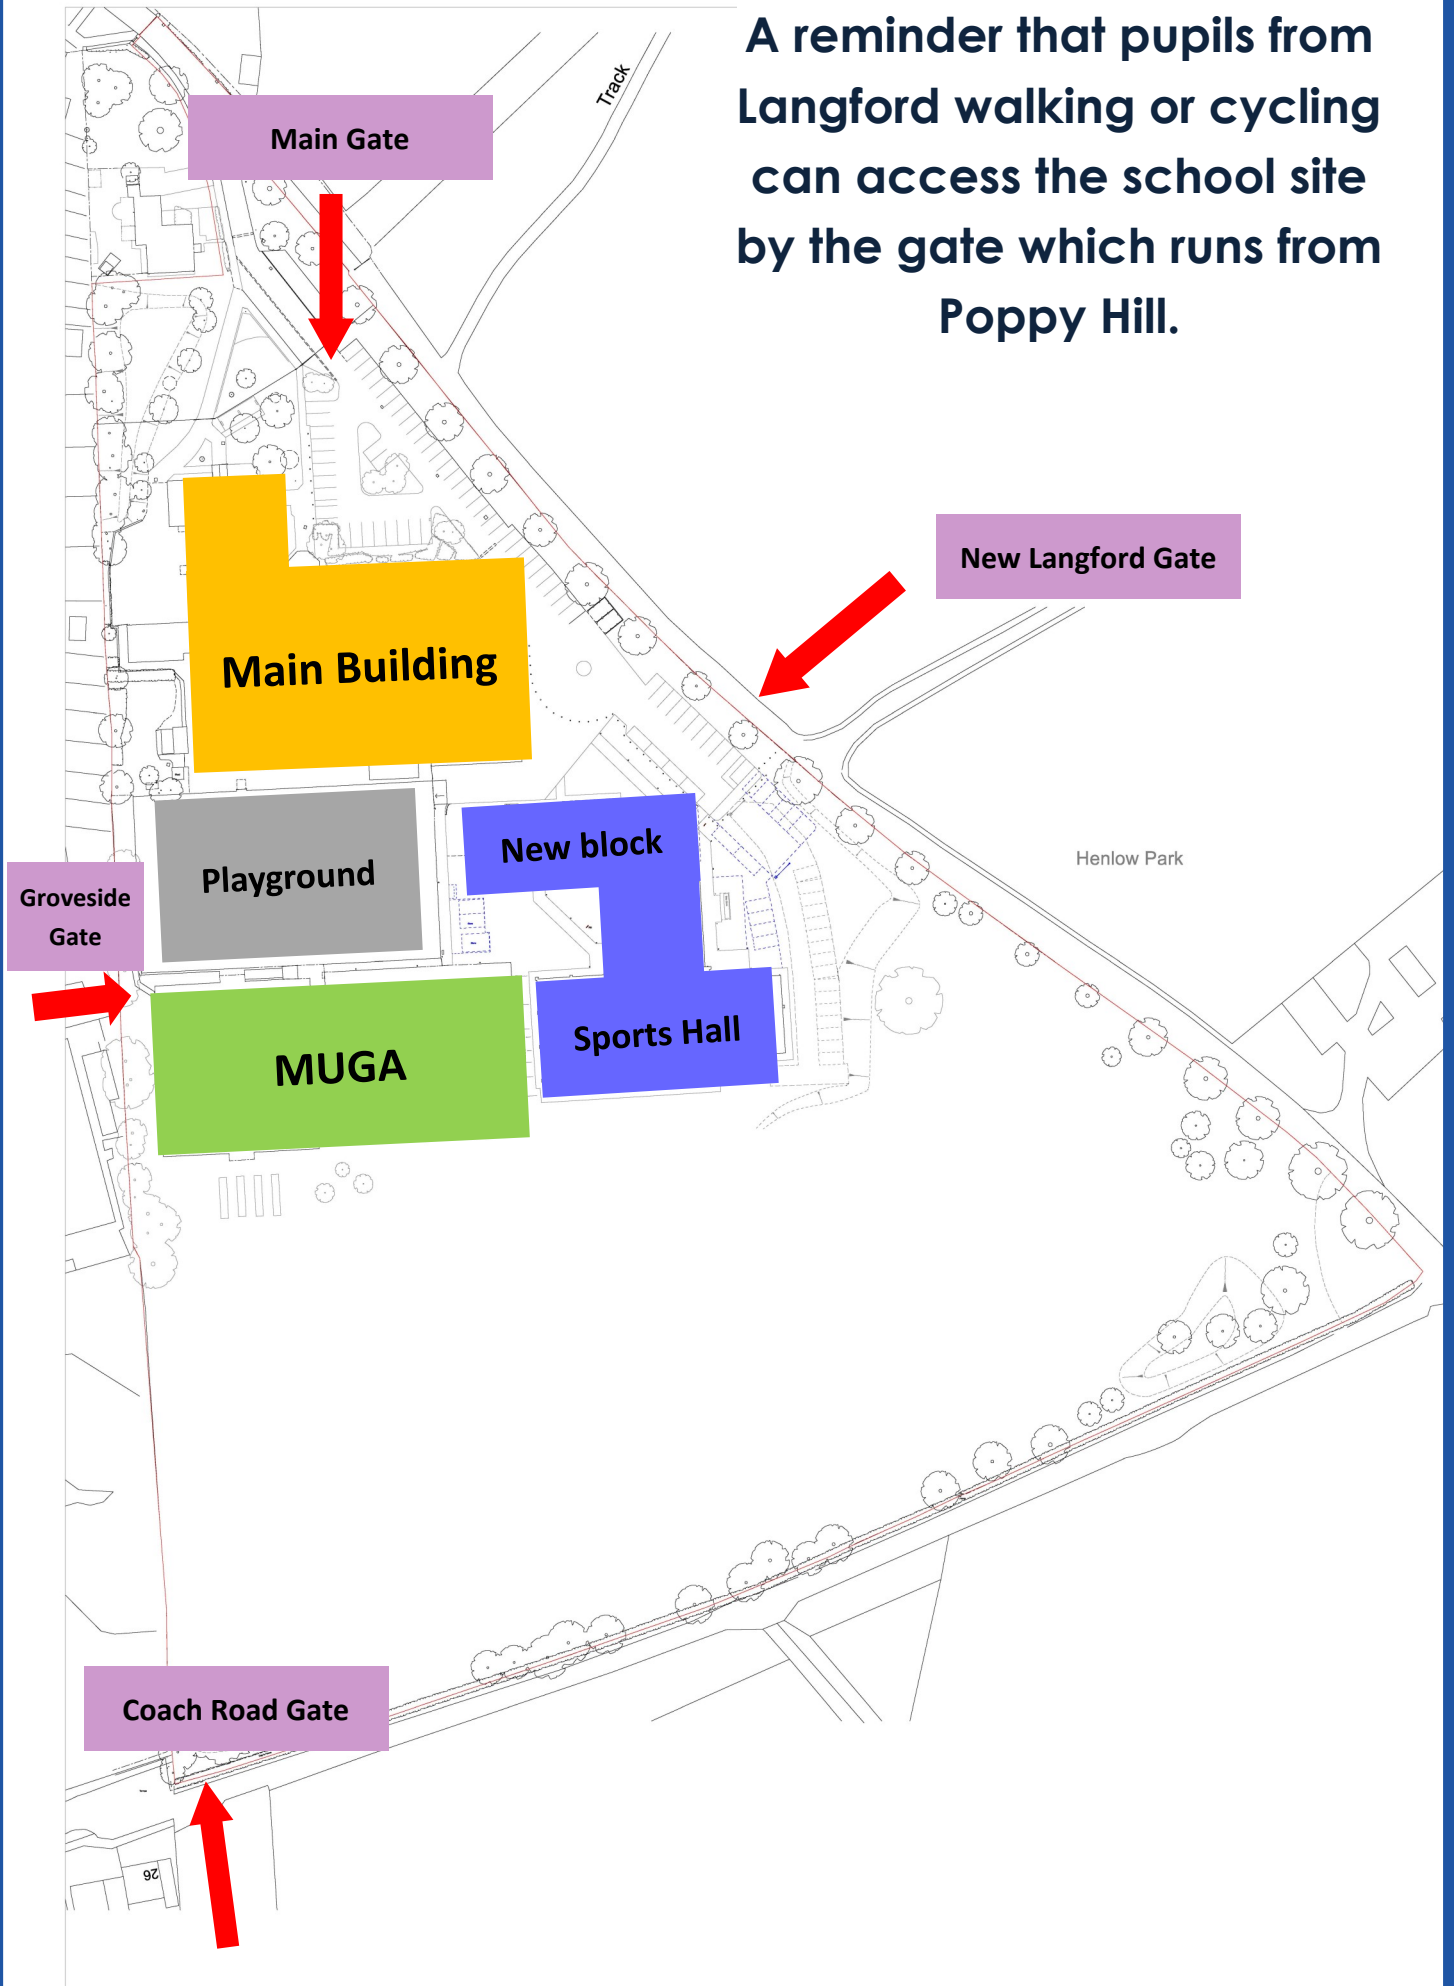 A reminder that pupils from
Langford walking or cycling
can access the school site
by the gate which runs from
Poppy Hill.
Track
Main Gate
New Langford Gate
Main Building
Henlow Park
New block
Playground
Groveside
Gate
Sports Hall
MUGA
Coach Road Gate
26